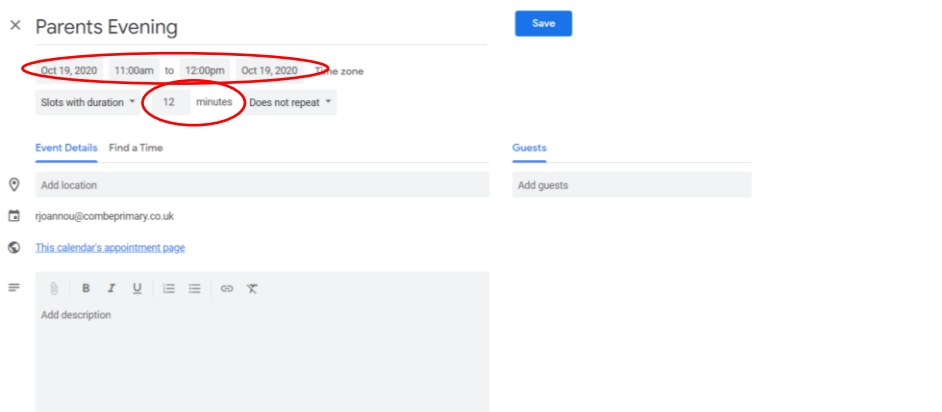 Parents Evening
Save
Oct 19, 2020 11:00am to 12:00pm Oct 19, 2020 Time zone
Slots with duration 12 minutes Does not repeat
Event Details Find a Time
Guests
Add location
Add guests
rjoannou@combeprimary.co.uk
This calendar's appointment page
B I U
Add description